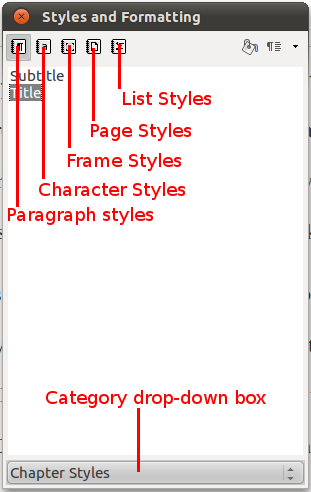 Styles and Formatting
Subtitle
Title
List Styles
Page Styles
Frame Styles
Character Styles
Paragraph styles
Category drop-down box
Chapter Styles